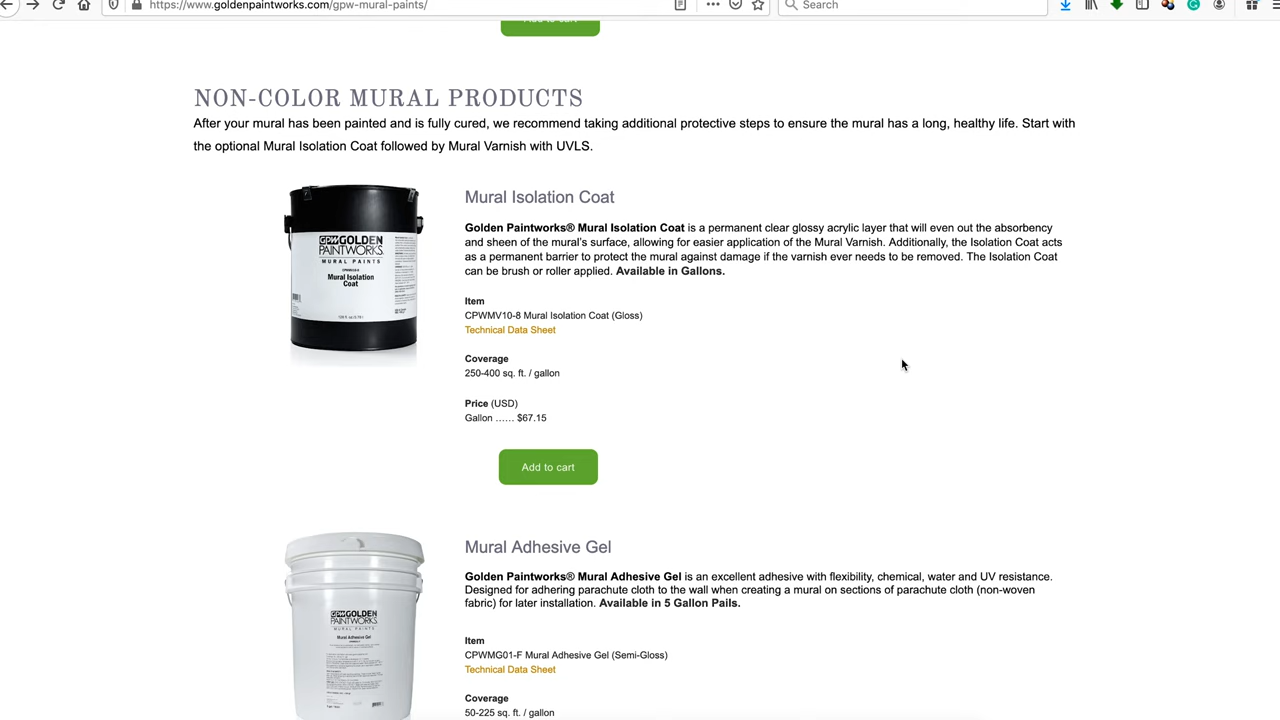 https://www.goldenpaintworks.com/gpw-mural-paints/
Search
Add to cart
NON-COLOR MURAL PRODUCTS
After your mural has been painted and is fully cured, we recommend taking additional protective steps to ensure the mural has a long, healthy life. Start with
the optional Mural Isolation Coat followed by Mural Varnish with UVLS.
GPW GOLDEN
PAINTWORKS
MURAL PAINTS
Mural Isolation
Coat
Mural Isolation Coat
Golden Paintworks® Mural Isolation Coat is a permanent clear glossy acrylic layer that will even out the absorbency
and sheen of the mural's surface, allowing for easier application of the Mural Varnish. Additionally, the Isolation Coat acts
as a permanent barrier to protect the mural against damage if the varnish ever needs to be removed. The Isolation Coat
can be brush or roller applied. Available in Gallons.
Item
CPWMV10-8 Mural Isolation Coat (Gloss)
Technical Data Sheet
Coverage
250-400 sq. ft. / gallon
Price (USD)
Gallon ...... $67.15
Add to cart
GPW GOLDEN
PAINTWORKS
MURAL PAINTS
Mural Adhesive Gel
Mural Adhesive Gel
Golden Paintworks® Mural Adhesive Gel is an excellent adhesive with flexibility, chemical, water and UV resistance.
Designed for adhering parachute cloth to the wall when creating a mural on sections of parachute cloth (non-woven
fabric) for later installation. Available in 5 Gallon Pails.
Item
CPWMG01-F Mural Adhesive Gel (Semi-Gloss)
Technical Data Sheet
Coverage
50-225 sq. ft. / gallon